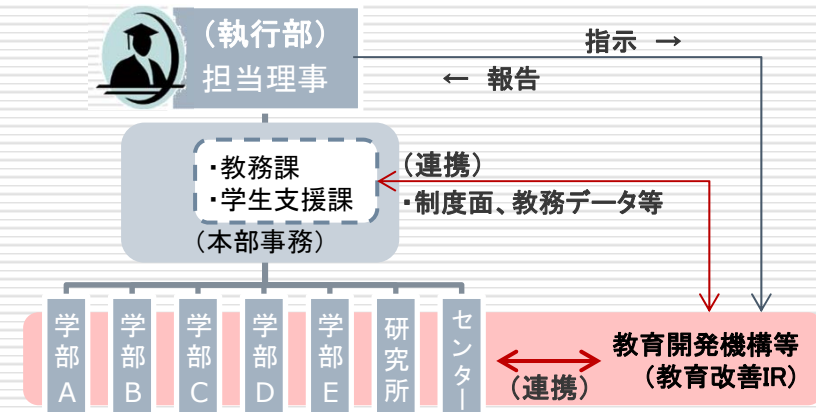 (執行部)
担当理事
指示 →
← 報告
・教務課
・学生支援課
(本部事務)
(連携)
・制度面、教務データ等
学部A
学部B
学部C
学部D
学部E
研究所
センター
(連携)
教育開発機構等
(教育改善IR)